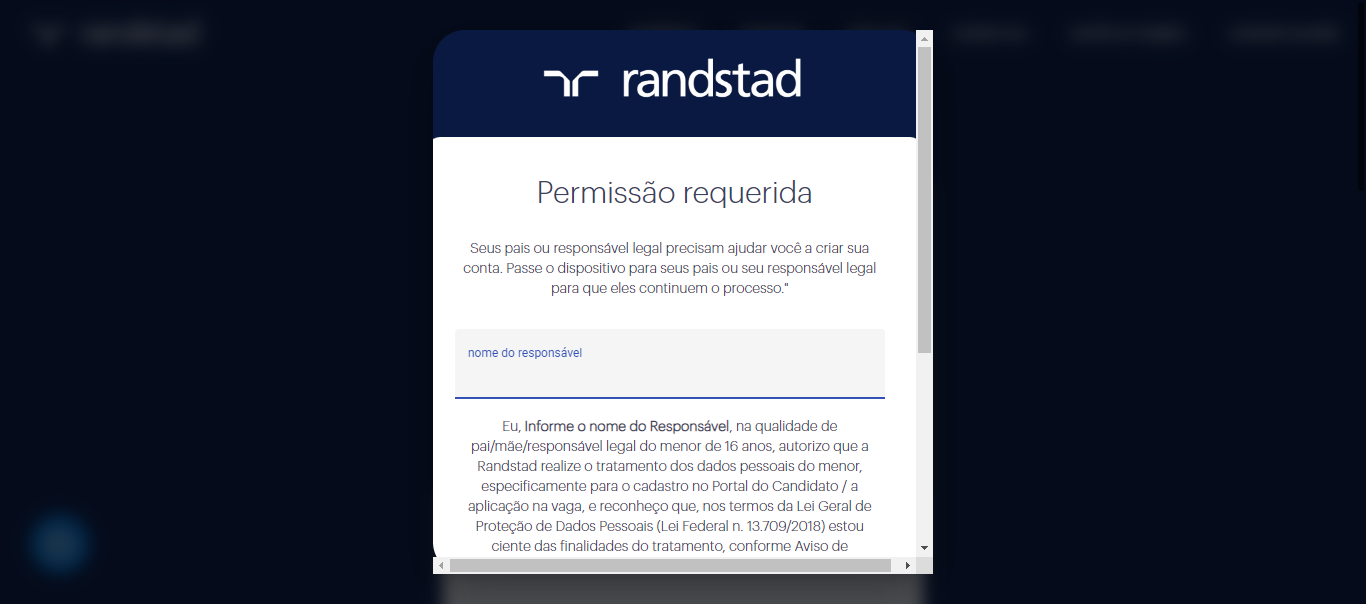 randstad
Permissão requerida
Seus pais ou responsável legal precisam ajudar você a criar sua
conta. Passe o dispositivo para seus pais ou seu responsável legal
para que eles continuem o processo."
nome do responsável
Eu, Informe o nome do Responsável, na qualidade de
pai/mãe/responsável legal do menor de 16 anos, autorizo que a
Randstad realize o tratamento dos dados pessoais do menor,
especificamente para o cadastro no Portal do Candidato / a
aplicação na vaga, e reconheço que, nos termos da Lei Geral de
Proteção de Dados Pessoais (Lei Federal n. 13.709/2018) estou
ciente das finalidades do tratamento, conforme Aviso de